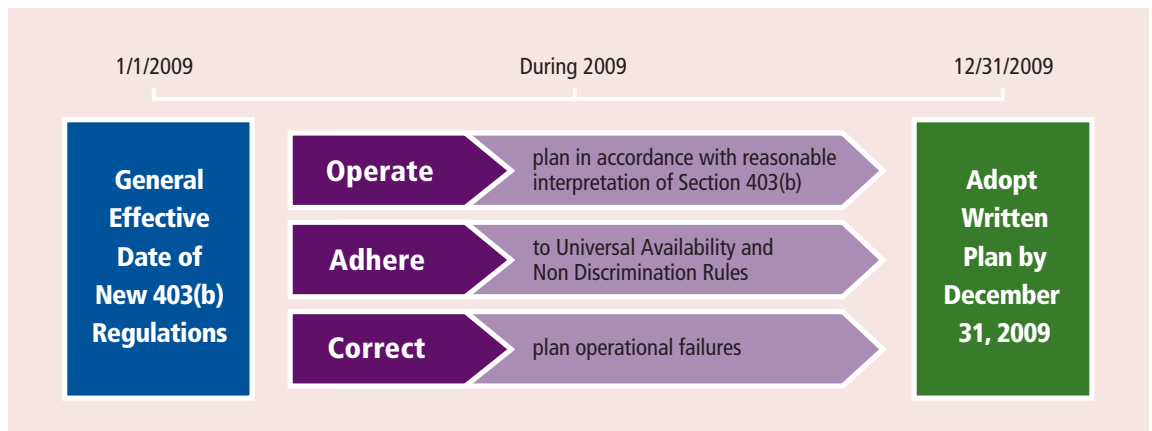 1/1/2009
During 2009
12/31/2009
General
Effective
Date of
New 403(b)
Regulations
Operate
plan in accordance with reasonable
interpretation of Section 403(b)
Adhere
to Universal Availability and
Non Discrimination Rules
Correct
plan operational failures
Adopt
Written
Plan by
December
31, 2009